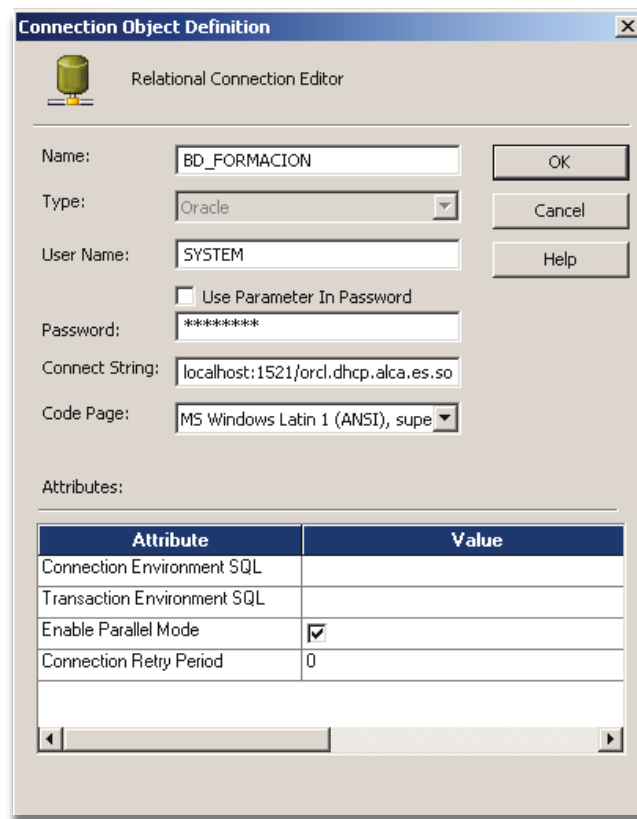 Connection Object Definition
Relational Connection Editor
Name: BD_FORMACION OK
Type: Oracle Cancel
User Name: SYSTEM Help
Use Parameter In Password
Password: ********
Connect String: localhost:1521/orcl.dhcp.alca.es.so
Code Page: MS Windows Latin 1 (ANSI), supe
Attributes:
Attribute Value
Connection Environment SQL
Transaction Environment SQL
Enable Parallel Mode
Connection Retry Period 0